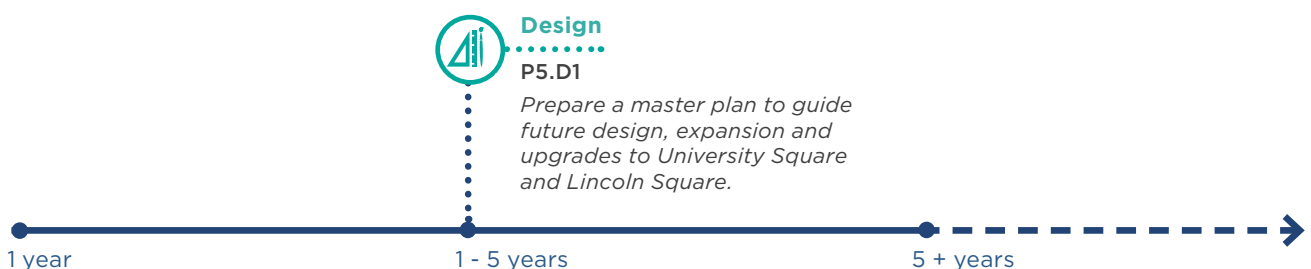 Design
P5.D1
Prepare a master plan to guide
future design, expansion and
upgrades to University Square
and Lincoln Square.
1 year
1 - 5 years
5 + years